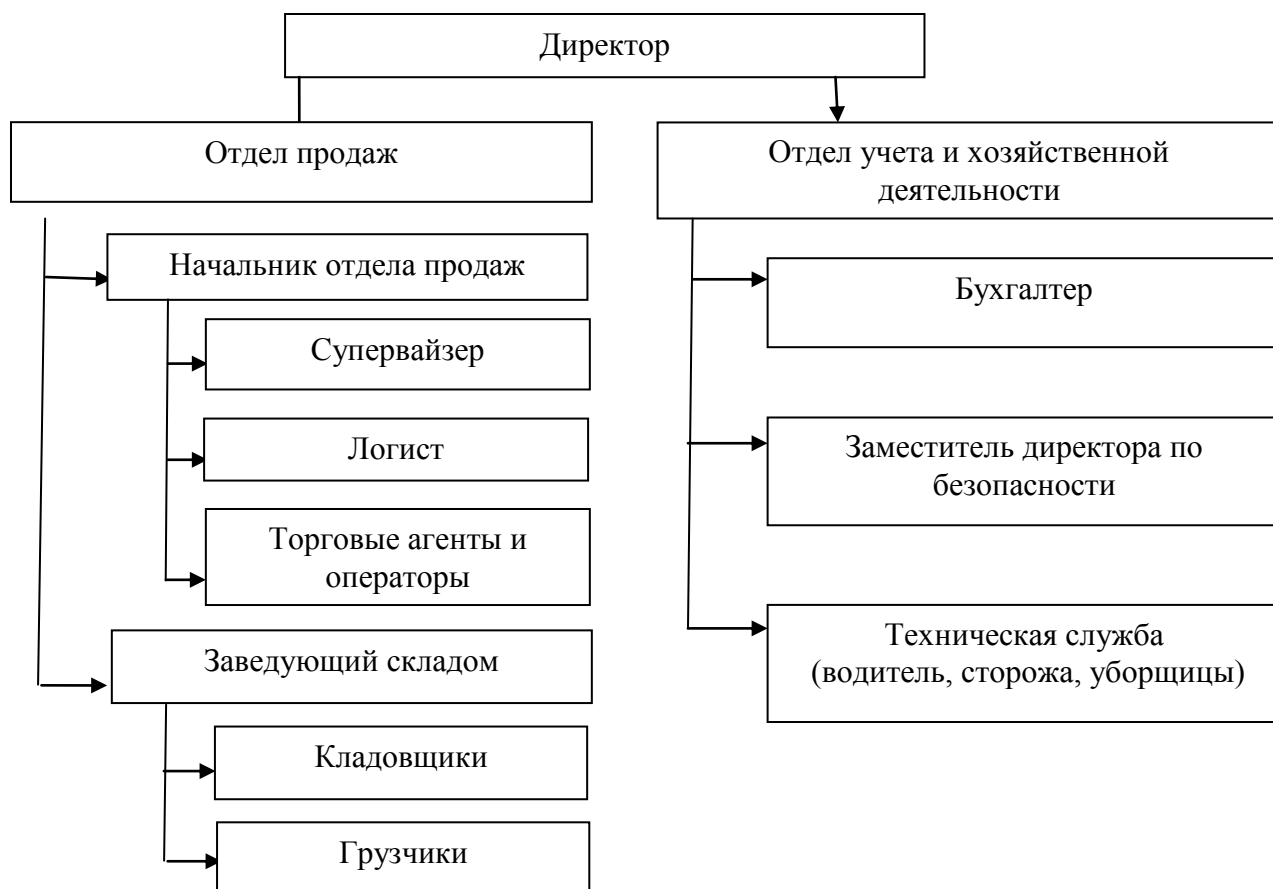 Директор
Отдел продаж
Начальник отдела продаж
Супервайзер
Логист
Торговые агенты и
операторы
Заведующий складом
Кладовщики
Грузчики
Отдел учета и хозяйственной
деятельности
Бухгалтер
Заместитель директора по
безопасности
Техническая служба
(водитель, сторожа, уборщицы)